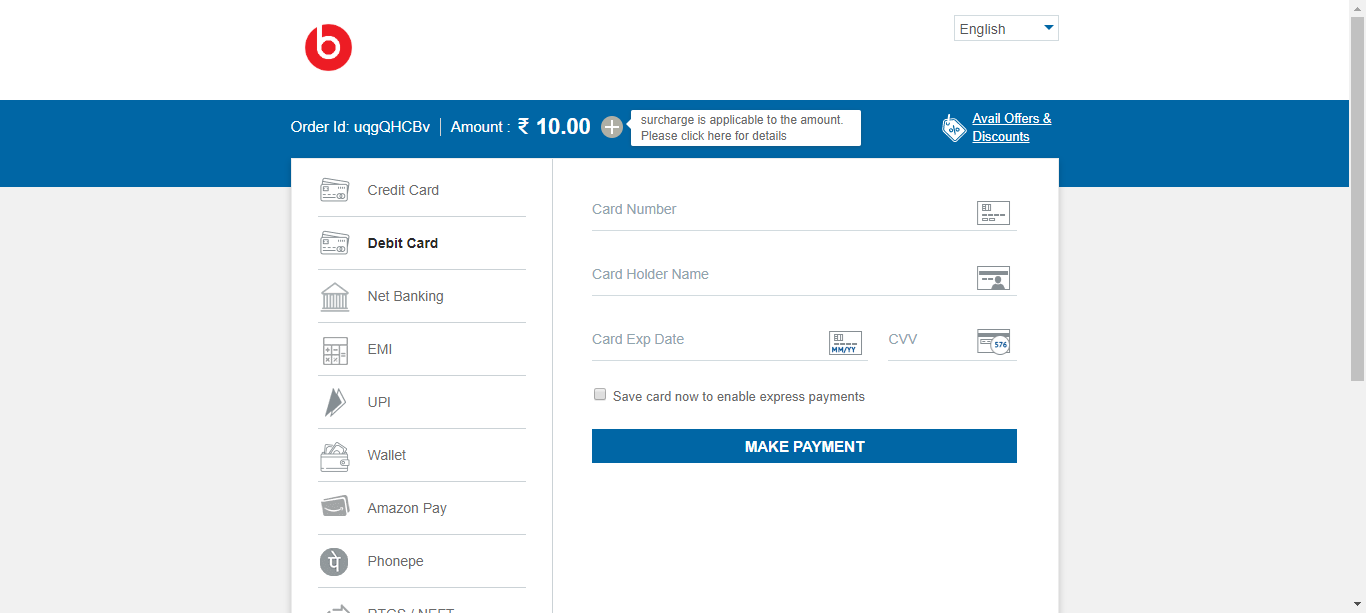 b
English
Order Id: uqgQHCBv
Amount : ₹ 10.00
surcharge is applicable to the amount.
Please click here for details
Avail Offers &
Discounts
Credit Card
Debit Card
Net Banking
EMI
UPI
Wallet
Amazon Pay
Phonepe
RTGS / NEFT
Card Number
Card Holder Name
Card Exp Date
MM/YY
CVV
576
Save card now to enable express payments
MAKE PAYMENT